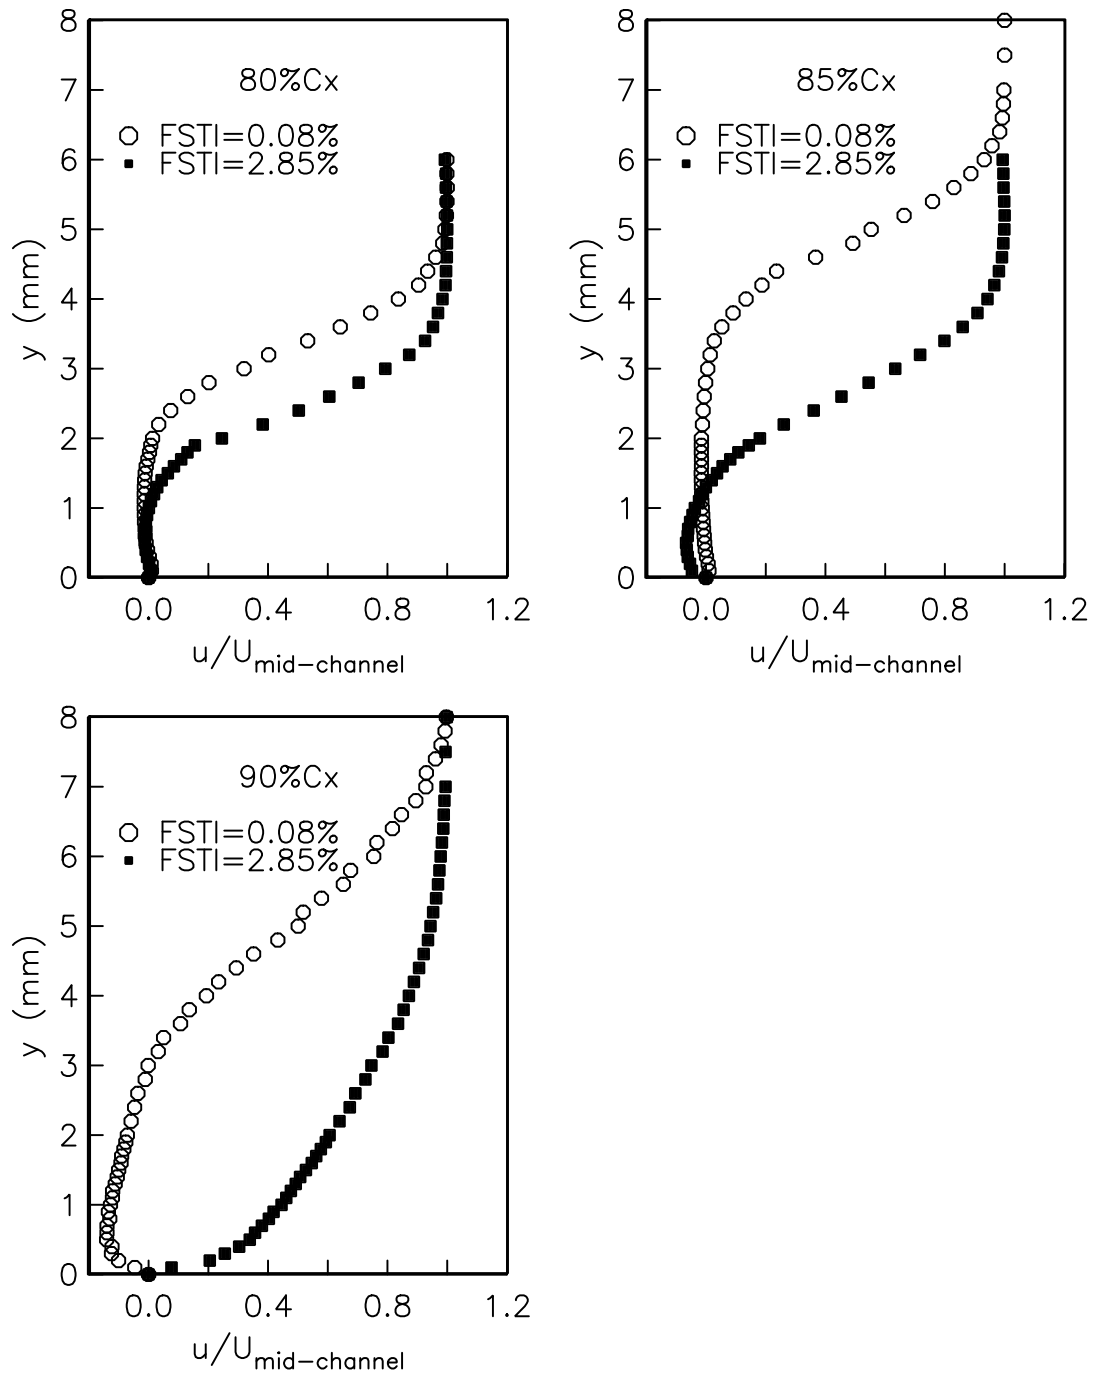 80%Cx
FSTI=0.08%
FSTI=2.85%
8
7
6
5
4
3
2
1
0
y (mm)
0.0 0.4 0.8 1.2
u/Umid-channel
85%Cx
FSTI=0.08%
FSTI=2.85%
8
7
6
5
4
3
2
1
0
y (mm)
0.0 0.4 0.8 1.2
u/Umid-channel
90%Cx
FSTI=0.08%
FSTI=2.85%
8
7
6
5
4
3
2
1
0
y (mm)
0.0 0.4 0.8 1.2
u/Umid-channel